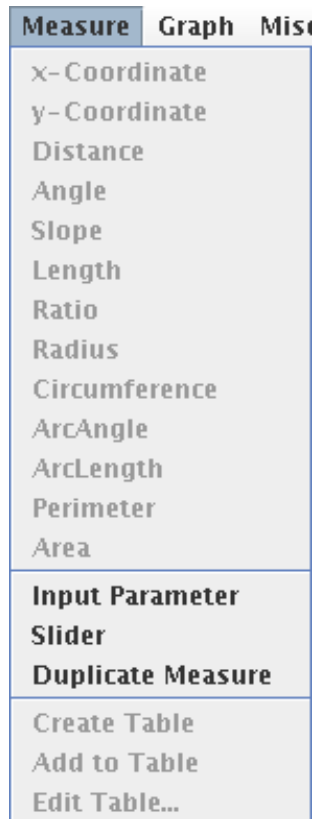 Measure Graph Misc
x-Coordinate
y-Coordinate
Distance
Angle
Slope
Length
Ratio
Radius
Circumference
ArcAngle
ArcLength
Perimeter
Area
Input Parameter
Slider
Duplicate Measure
Create Table
Add to Table
Edit Table...